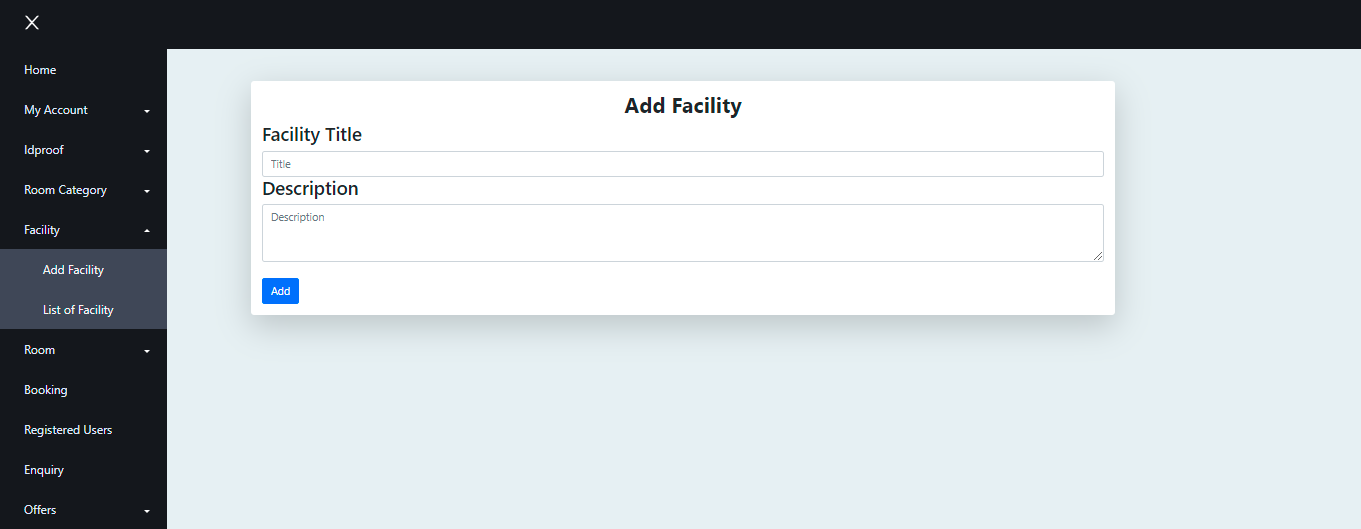 Home
My Account
Idproof
Room Category
Facility
Add Facility
List of Facility
Room
Booking
Registered Users
Enquiry
Offers
Add Facility
Facility Title
Title
Description
Description
Add